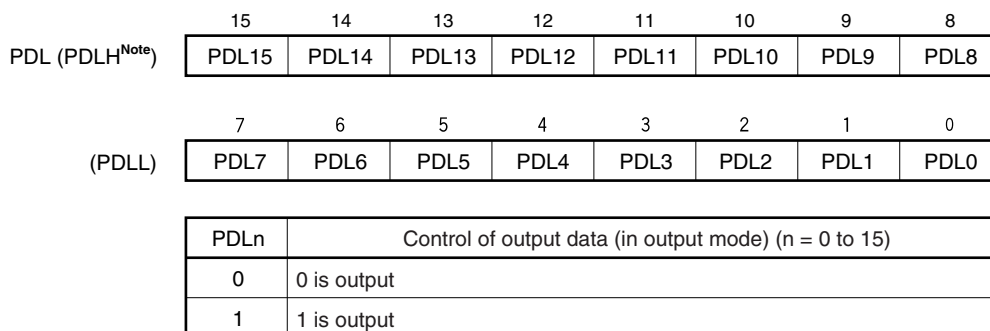 15 14 13 12 11 10 9 8
PDL (PDLH^Note) PDL15 PDL14 PDL13 PDL12 PDL11 PDL10 PDL9 PDL8
7 6 5 4 3 2 1 0
(PDLL) PDL7 PDL6 PDL5 PDL4 PDL3 PDL2 PDL1 PDL0
PDLn Control of output data (in output mode) (n = 0 to 15)
0 0 is output
1 1 is output